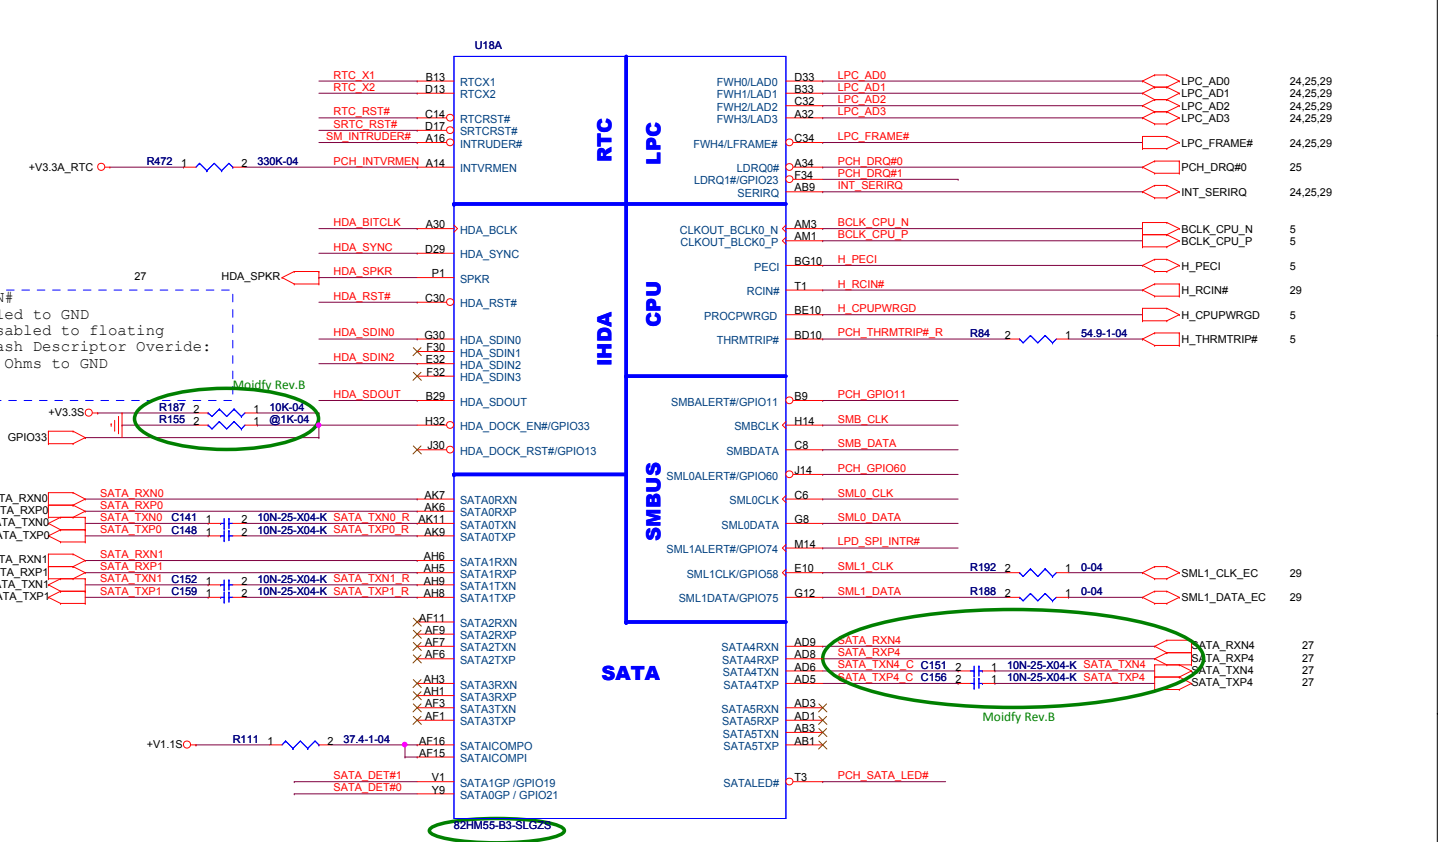 U18A
RTC_X1 B13 RTCX1 FWH0/LAD0 D33 LPC_AD0 LPC_AD0 24,25,29
RTC_X2 D13 RTCX2 FWH1/LAD1 B33 LPC_AD1 LPC_AD1 24,25,29
FWH2/LAD2 C32 LPC_AD2 LPC_AD2 24,25,29
RTC_RST# C14 RTCRST# FWH3/LAD3 A32 LPC_AD3 LPC_AD3 24,25,29
SRTC_RST# D17 SRTCRST#
SM_INTRUDER# A16 INTRUDER# RTC LPC FWH4/LFRAME# C34 LPC_FRAME# LPC_FRAME# 24,25,29
+V3.3A_RTC R472 1 2 330K-04 PCH_INTVRMEN A14 INTVRMEN LDRQ0# A34 PCH_DRQ#0 PCH_DRQ#0 25
LDRQ1#/GPIO23 F34 PCH_DRQ#1
SERIRQ AB9 INT_SERIRQ INT_SERIRQ 24,25,29
HDA_BITCLK A30 HDA_BCLK CLKOUT_BCLK0_N AM3 BCLK_CPU_N BCLK_CPU_N 5
CLKOUT_BLCK0_P AM1 BCLK_CPU_P BCLK_CPU_P 5
HDA_SYNC D29 HDA_SYNC
PECI BG10 H_PECI H_PECI 5
27 HDA_SPKR HDA_SPKR P1 SPKR
RCIN# T1 H_RCIN# H_RCIN# 29
N# HDA_RST# C30 HDA_RST# CPU
led to GND PROCPWRGD BE10 H_CPUPWRGD H_CPUPWRGD 5
sabled to floating
HDA_SDIN0 G30 HDA_SDIN0 IHDA THRMTRIP# BD10 PCH_THRMTRIP#_R R84 2 1 54.9-1-04 H_THRMTRIP# 5
ash Descriptor Overide: F30 HDA_SDIN1
Ohms to GND HDA_SDIN2 E32 HDA_SDIN2
F32 HDA_SDIN3
Moidfy Rev.B
HDA_SDOUT B29 HDA_SDOUT SMBALERT#/GPIO11 B9 PCH_GPIO11
+V3.3S R187 2 1 10K-04
R155 2 1 @1K-04 H32 HDA_DOCK_EN#/GPIO33 SMBCLK H14 SMB_CLK
GPIO33
J30 HDA_DOCK_RST#/GPIO13 SMBDATA C8 SMB_DATA
SML0ALERT#/GPIO60 J14 PCH_GPIO60
TA_RXN0 SATA_RXN0 AK7 SATA0RXN SMBUS SML0CLK C6 SML0_CLK
TA_RXP0 SATA_RXP0 AK6 SATA0RXP
ATA_TXN0 SATA_TXN0 C141 1 2 10N-25-X04-K SATA_TXN0_R AK11 SATA0TXN SML0DATA G8 SML0_DATA
ATA_TXP0 SATA_TXP0 C148 1 2 10N-25-X04-K SATA_TXP0_R AK9 SATA0TXP
SML1ALERT#/GPIO74 M14 LPD_SPI_INTR#
TA_RXN1 SATA_RXN1 AH6 SATA1RXN
TA_RXP1 SATA_RXP1 AH5 SATA1RXP SML1CLK/GPIO58 E10 SML1_CLK R192 2 1 0-04 SML1_CLK_EC 29
ATA_TXN1 SATA_TXN1 C152 1 2 10N-25-X04-K SATA_TXN1_R AH9 SATA1TXN
ATA_TXP1 SATA_TXP1 C159 1 2 10N-25-X04-K SATA_TXP1_R AH8 SATA1TXP SML1DATA/GPIO75 G12 SML1_DATA R188 2 1 0-04 SML1_DATA_EC 29
AF11 SATA2RXN
AF9 SATA2RXP
AF7 SATA2TXN SATA4RXN AD9 SATA_RXN4 SATA_RXN4 27
AF6 SATA2TXP SATA4RXP AD8 SATA_RXP4 SATA_RXP4 27
SATA SATA4TXN AD6 SATA_TXN4_C C151 2 1 10N-25-X04-K SATA_TXN4 SATA_TXN4 27
AH3 SATA3RXN SATA4TXP AD5 SATA_TXP4_C C156 2 1 10N-25-X04-K SATA_TXP4 SATA_TXP4 27
AH1 SATA3RXP
AF3 SATA3TXN SATA5RXN AD3
AF1 SATA3TXP SATA5RXP AD1 Moidfy Rev.B
SATA5TXN AB3
+V1.1S R111 1 2 37.4-1-04 AF16 SATAICOMPO SATA5TXP AB1
AF15 SATAICOMPI
SATA_DET#1 V1 SATA1GP /GPIO19 SATALED# T3 PCH_SATA_LED#
SATA_DET#0 Y9 SATA0GP / GPIO21
82HM55-B3-SLGZS